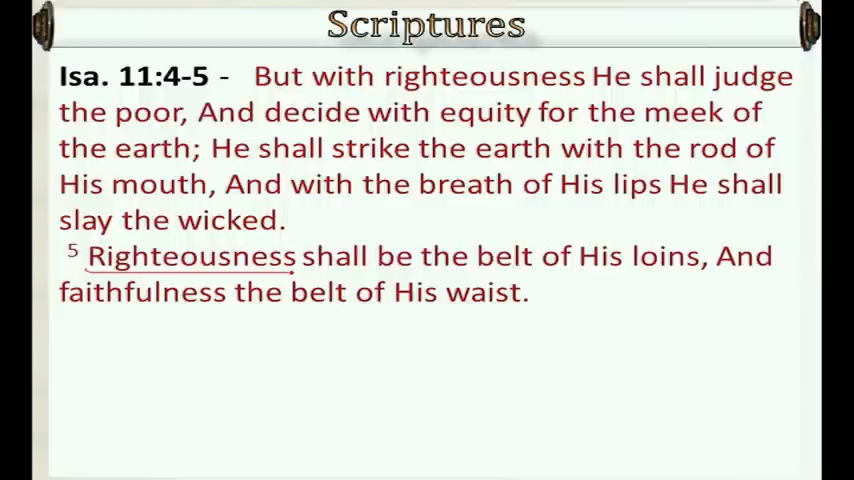 Scriptures
Isa. 11:4-5 - But with righteousness He shall judge
the poor, And decide with equity for the meek of
the earth; He shall strike the earth with the rod of
His mouth, And with the breath of His lips He shall
slay the wicked.
5 Righteousness shall be the belt of His loins, And
faithfulness the belt of His waist.